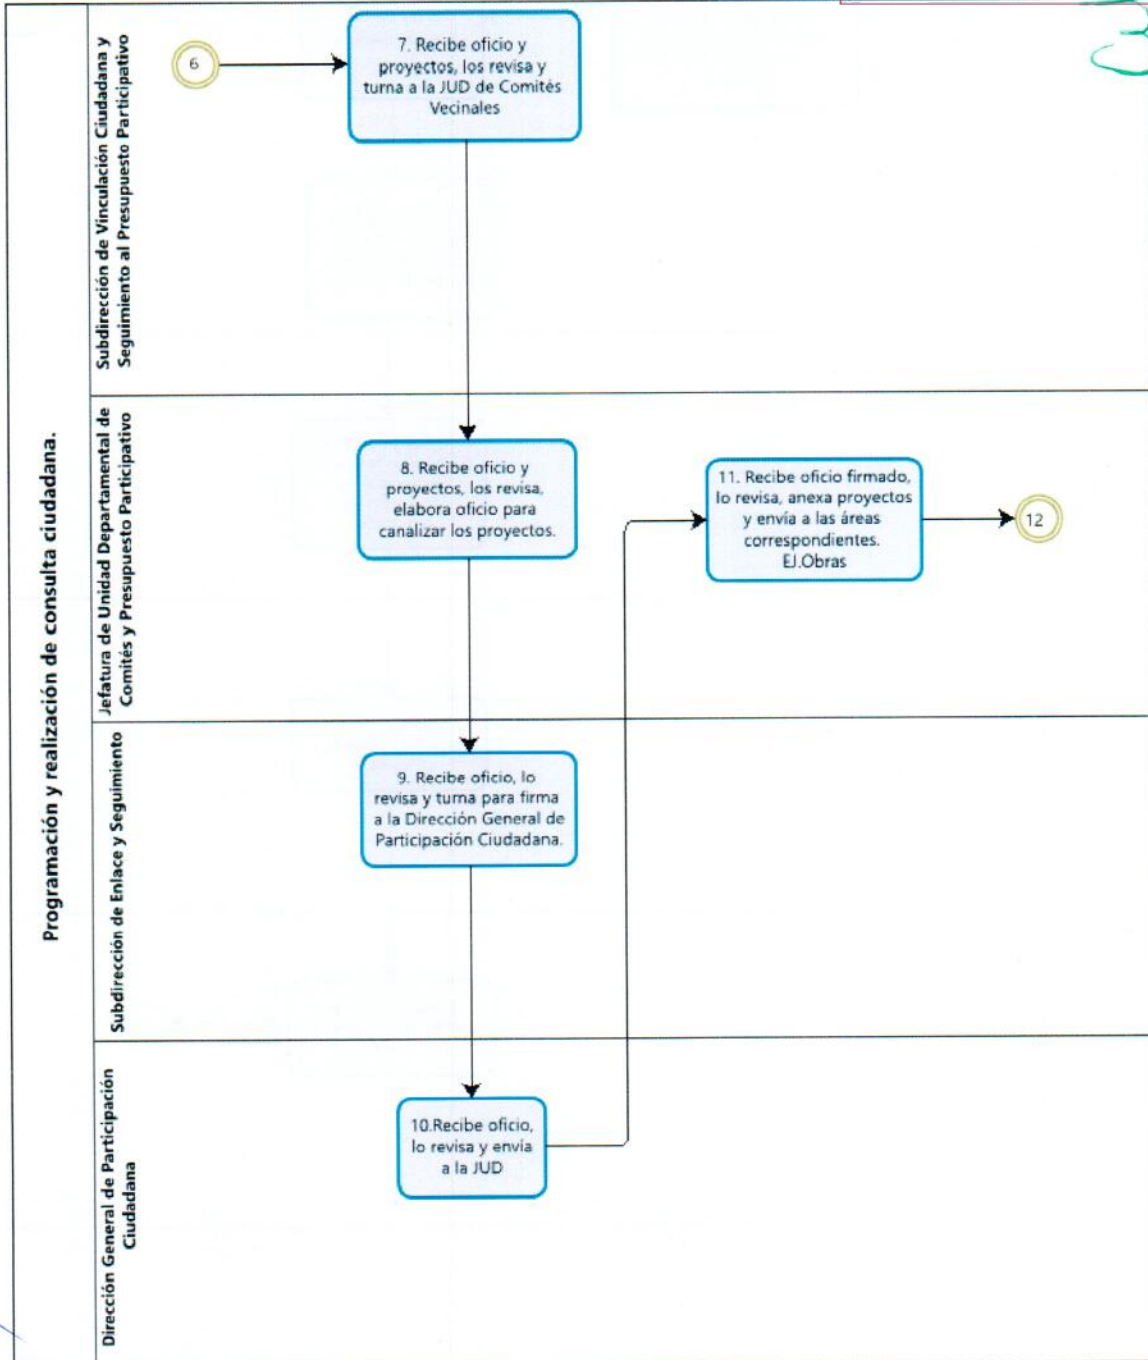 Programación y realización de consulta ciudadana.
Subdirección de Vinculación Ciudadana y
Seguimiento al Presupuesto Participativo
6
7. Recibe oficio y
proyectos, los revisa y
turna a la JUD de Comités
Vecinales
Jefatura de Unidad Departamental de
Comités y Presupuesto Participativo
8. Recibe oficio y
proyectos, los revisa,
elabora oficio para
canalizar los proyectos.
11. Recibe oficio firmado,
lo revisa, anexa proyectos
y envía a las áreas
correspondientes.
EJ.Obras
12
Subdirección de Enlace y Seguimiento
9. Recibe oficio, lo
revisa y turna para firma
a la Dirección General de
Participación Ciudadana.
Dirección General de Participación
Ciudadana
10.Recibe oficio,
lo revisa y envía
a la JUD